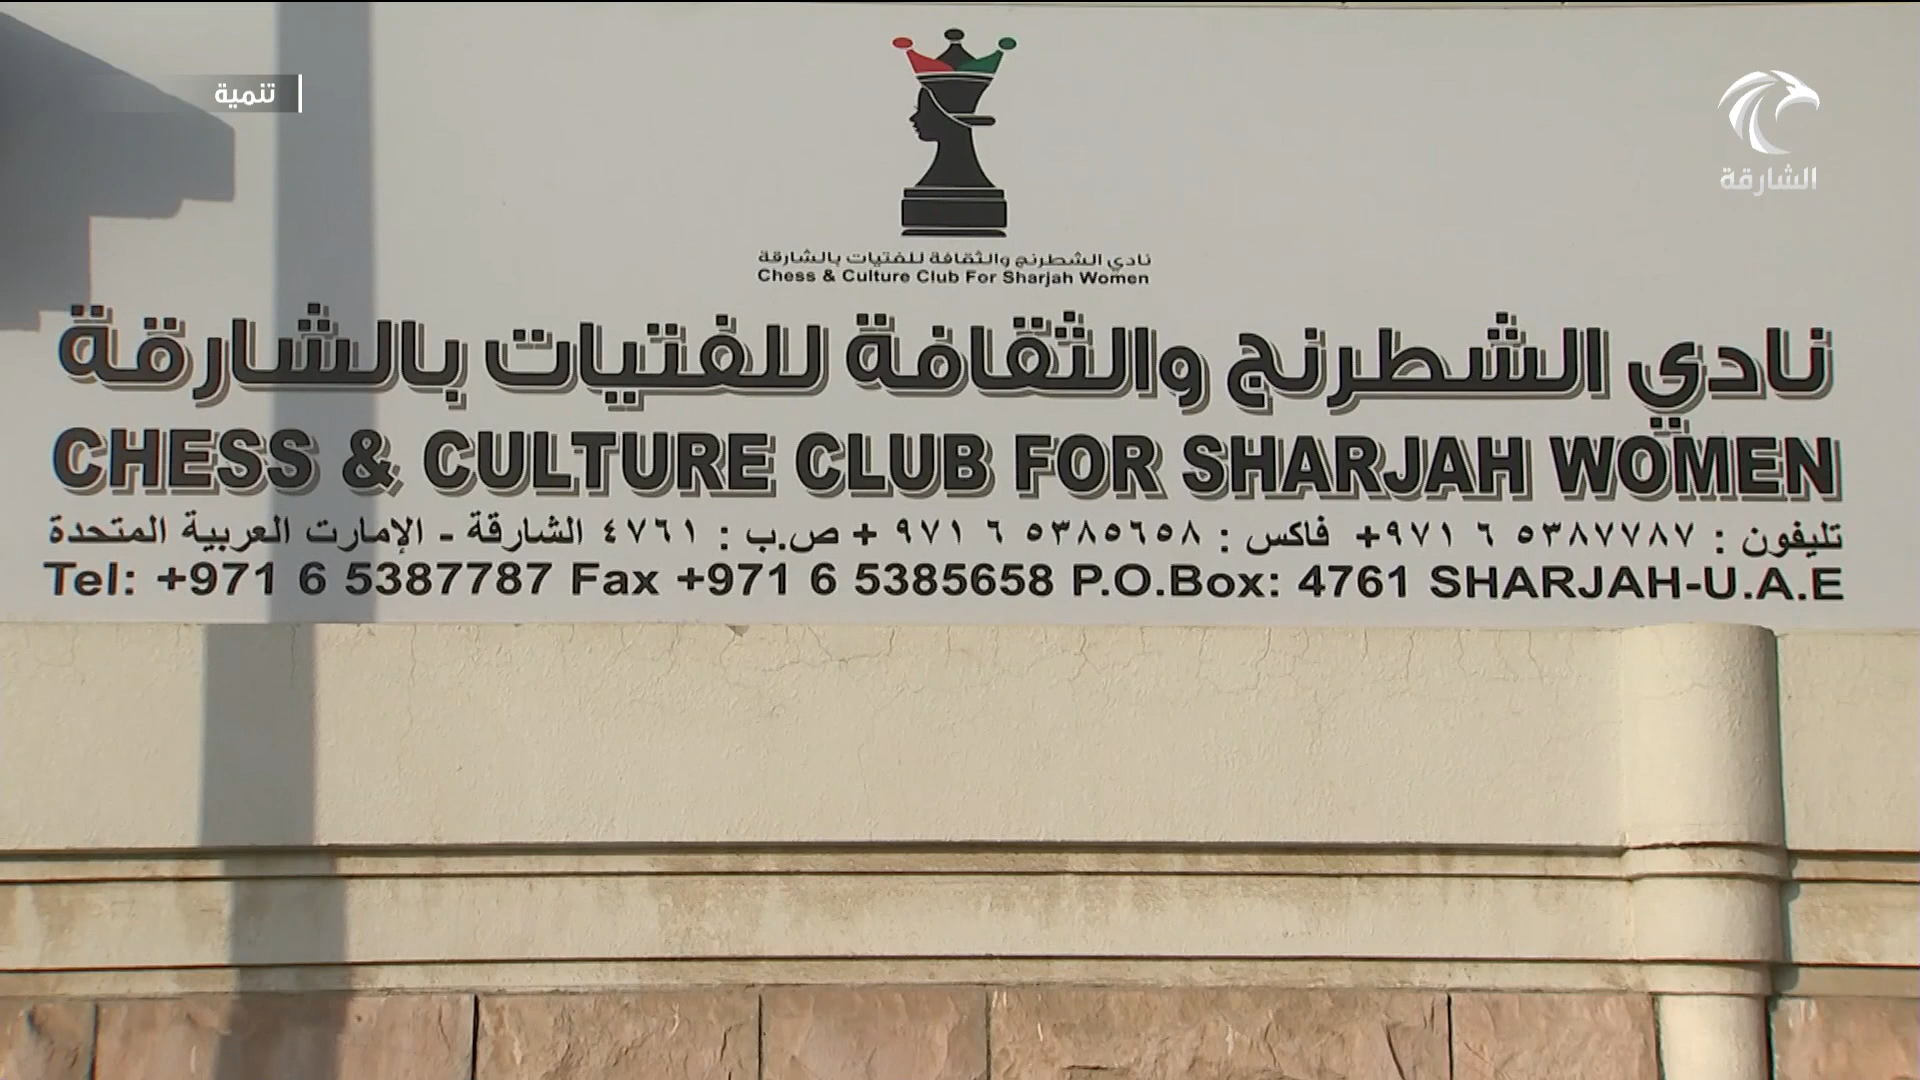 تنمية
الشارقة
نادي الشطرنج والثقافة للفتيات بالشارقة
Chess & Culture Club For Sharjah Women
نادي الشطرنج والثقافة للفتيات بالشارقة
CHESS & CULTURE CLUB FOR SHARJAH WOMEN
تليفون : ٥٣٨٧٧٨٧ ٦ ٩٧١+ فاكس : ٥٣٨٥٦٥٨ ٦ ٩٧١ + ص.ب : ٤٧٦١ الشارقة - الإمارت العربية المتحدة
Tel: +971 6 5387787 Fax +971 6 5385658 P.O.Box: 4761 SHARJAH-U.A.E